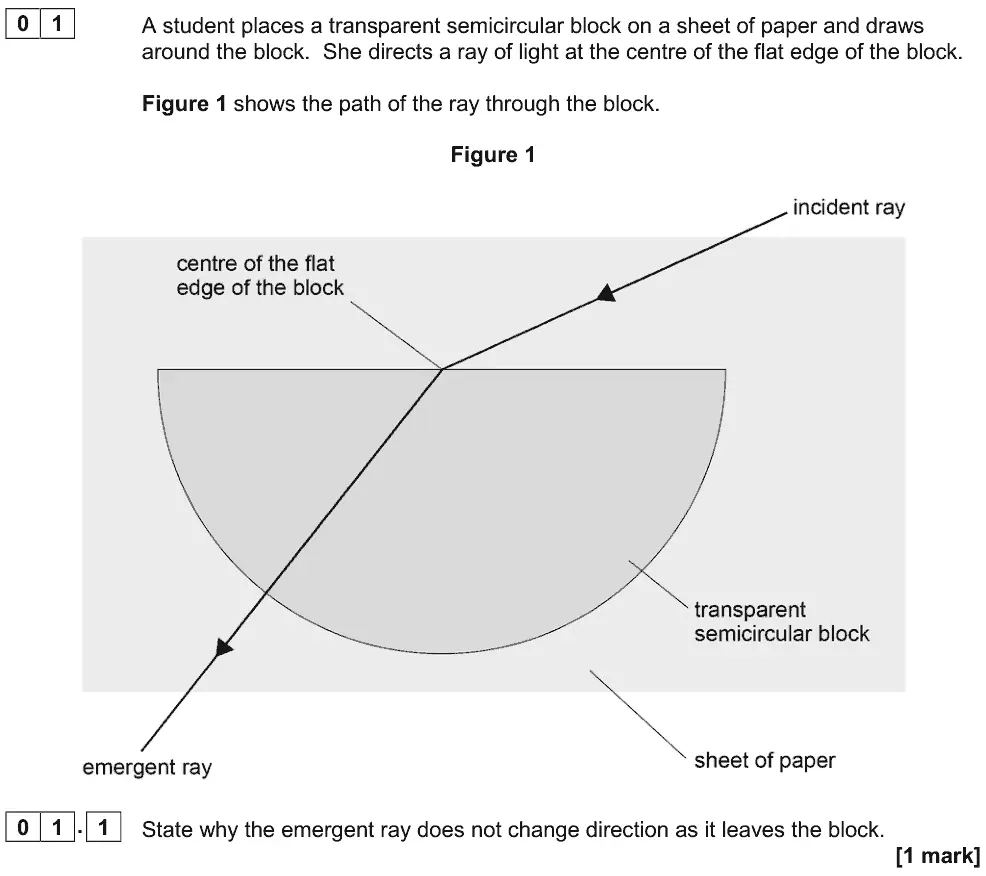 0 1 A student places a transparent semicircular block on a sheet of paper and draws
around the block. She directs a ray of light at the centre of the flat edge of the block.
Figure 1 shows the path of the ray through the block.
Figure 1
incident ray
centre of the flat
edge of the block
transparent
semicircular block
sheet of paper
emergent ray
0 1 . 1 State why the emergent ray does not change direction as it leaves the block.
[1 mark]